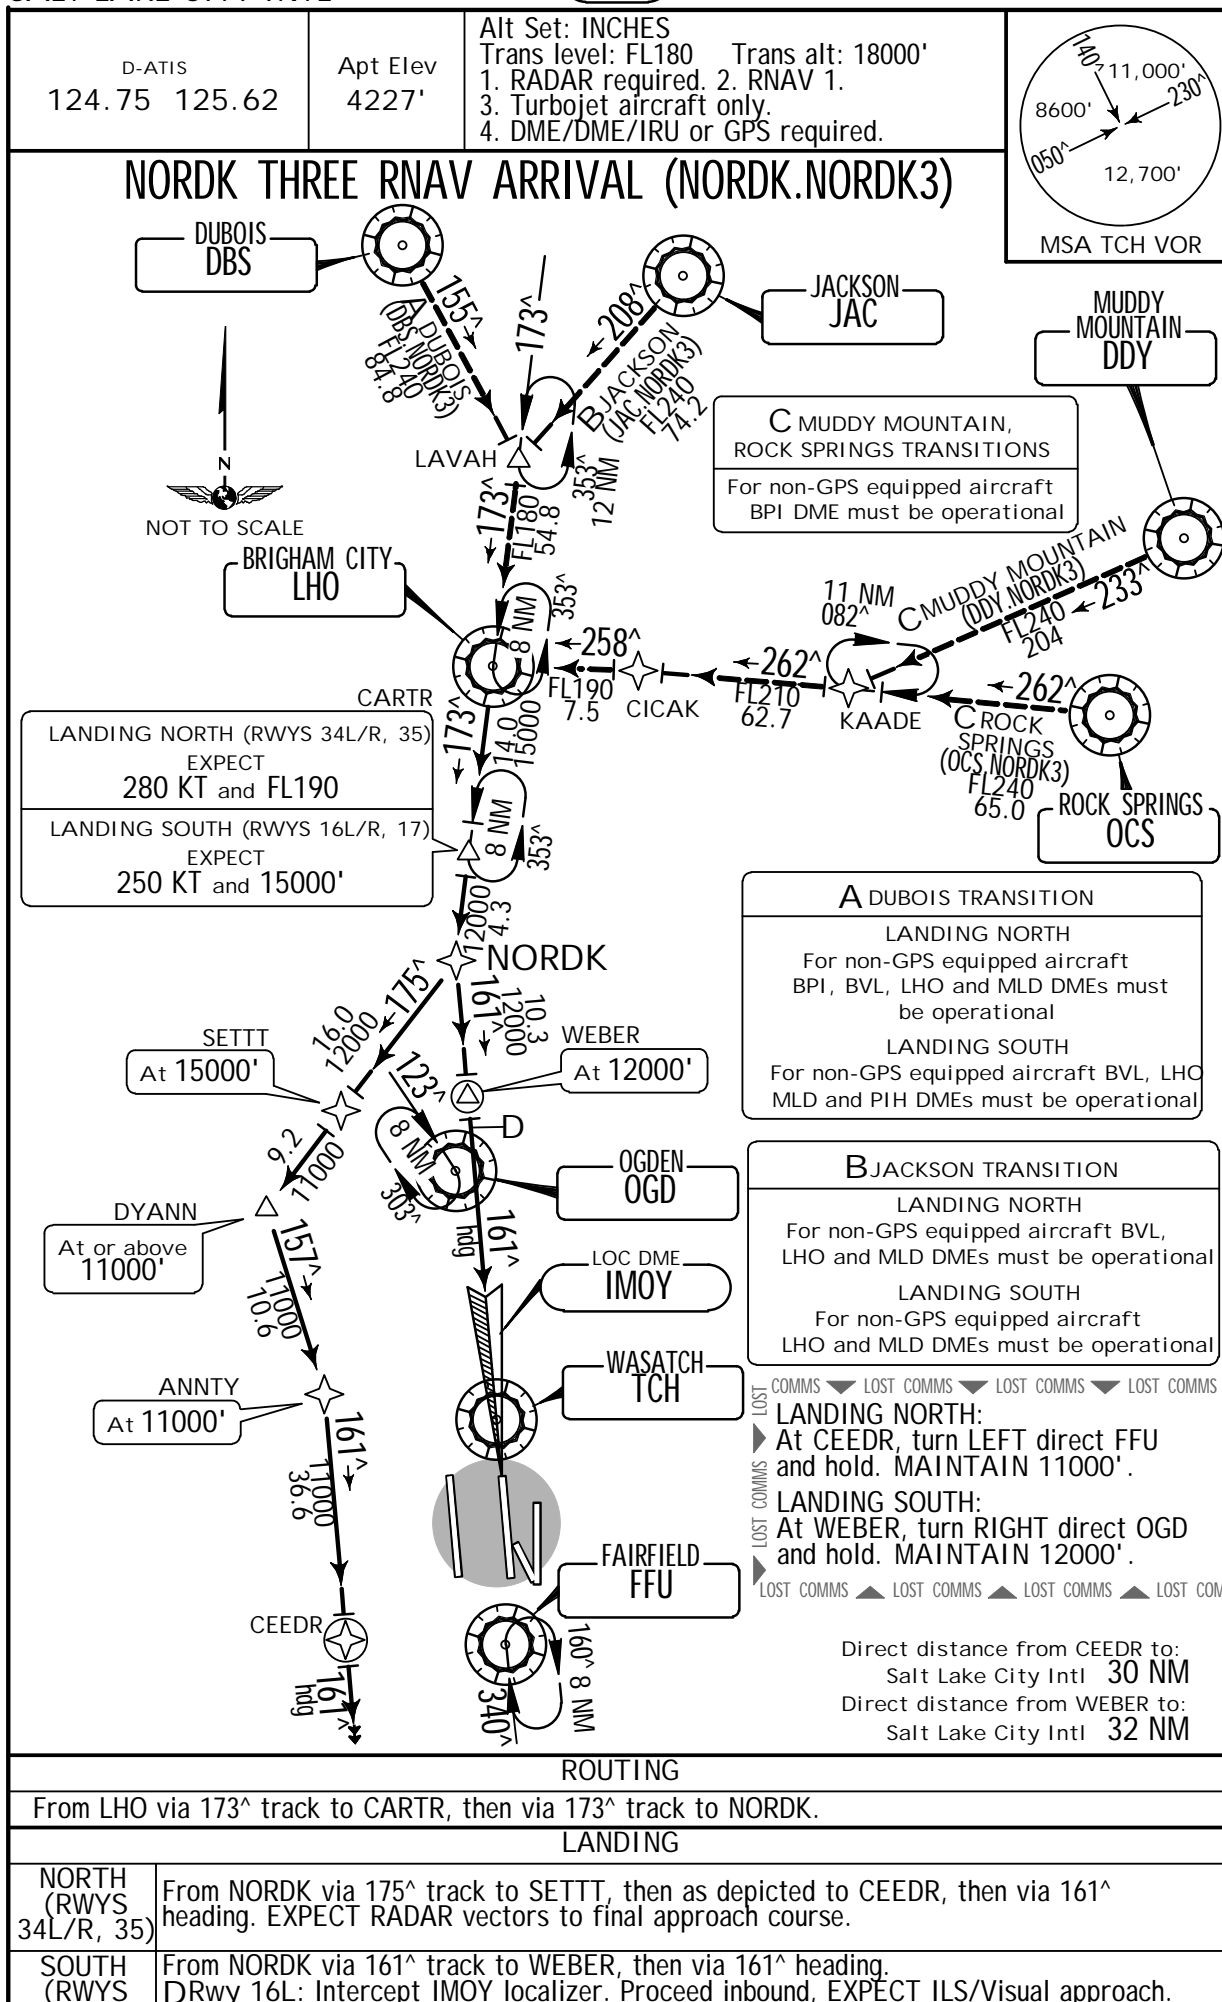 D-ATIS
124.75 125.62
Apt Elev
4227'
Alt Set: INCHES
Trans level: FL180 Trans alt: 18000'
1. RADAR required. 2. RNAV 1.
3. Turbojet aircraft only.
4. DME/DME/IRU or GPS required.
140^
11,000'
230^
8600'
050^
12,700'
MSA TCH VOR
NORDK THREE RNAV ARRIVAL (NORDK.NORDK3)
DUBOIS
DBS
JACKSON
JAC
MUDDY
MOUNTAIN
DDY
155^
A DUBOIS
(DBS.NORDK3)
FL240
84.8
173^
208^
B JACKSON
(JAC.NORDK3)
FL240
74.2
N
NOT TO SCALE
LAVAH
353^
12 NM
C MUDDY MOUNTAIN,
ROCK SPRINGS TRANSITIONS
For non-GPS equipped aircraft
BPI DME must be operational
173^
FL180
54.8
BRIGHAM CITY
LHO
8 NM
353^
258^
FL190
7.5
CICAK
262^
FL210
62.7
11 NM
082^
KAADE
C MUDDY MOUNTAIN
(DDY.NORDK3)
FL240
204
233^
262^
C ROCK
SPRINGS
(OCS.NORDK3)
FL240
65.0
ROCK SPRINGS
OCS
CARTR
LANDING NORTH (RWYS 34L/R, 35)
EXPECT
280 KT and FL190
LANDING SOUTH (RWYS 16L/R, 17)
EXPECT
250 KT and 15000'
173^
14.0
15000
8 NM
353^
12000
4.3
NORDK
A DUBOIS TRANSITION
LANDING NORTH
For non-GPS equipped aircraft
BPI, BVL, LHO and MLD DMEs must
be operational
LANDING SOUTH
For non-GPS equipped aircraft BVL, LHO
MLD and PIH DMEs must be operational
175^
16.0
12000
161^
10.3
12000
SETTT
At 15000'
WEBER
At 12000'
123^
8 NM
303^
D
OGDEN
OGD
9.2
11000
DYANN
At or above
11000'
B JACKSON TRANSITION
LANDING NORTH
For non-GPS equipped aircraft BVL,
LHO and MLD DMEs must be operational
LANDING SOUTH
For non-GPS equipped aircraft
LHO and MLD DMEs must be operational
157^
11000
10.6
161^
hdg
LOC DME
IMOY
WASATCH
TCH
ANNTY
At 11000'
161^
11000
36.6
LOST COMMS LOST COMMS LOST COMMS LOST COMMS
LOST COMMS LOST COMMS
LANDING NORTH:
At CEEDR, turn LEFT direct FFU
and hold. MAINTAIN 11000'.
LANDING SOUTH:
At WEBER, turn RIGHT direct OGD
and hold. MAINTAIN 12000'.
LOST COMMS LOST COMMS LOST COMMS LOST
FAIRFIELD
FFU
CEEDR
161^
hdg
340^
160^ 8 NM
Direct distance from CEEDR to:
Salt Lake City Intl 30 NM
Direct distance from WEBER to:
Salt Lake City Intl 32 NM
ROUTING
From LHO via 173^ track to CARTR, then via 173^ track to NORDK.
LANDING
NORTH
(RWYS
34L/R, 35)
From NORDK via 175^ track to SETTT, then as depicted to CEEDR, then via 161^
heading. EXPECT RADAR vectors to final approach course.
SOUTH
(RWYS
From NORDK via 161^ track to WEBER, then via 161^ heading.
D Rwy 16L: Intercept IMOY localizer. Proceed inbound, EXPECT ILS/Visual approach.